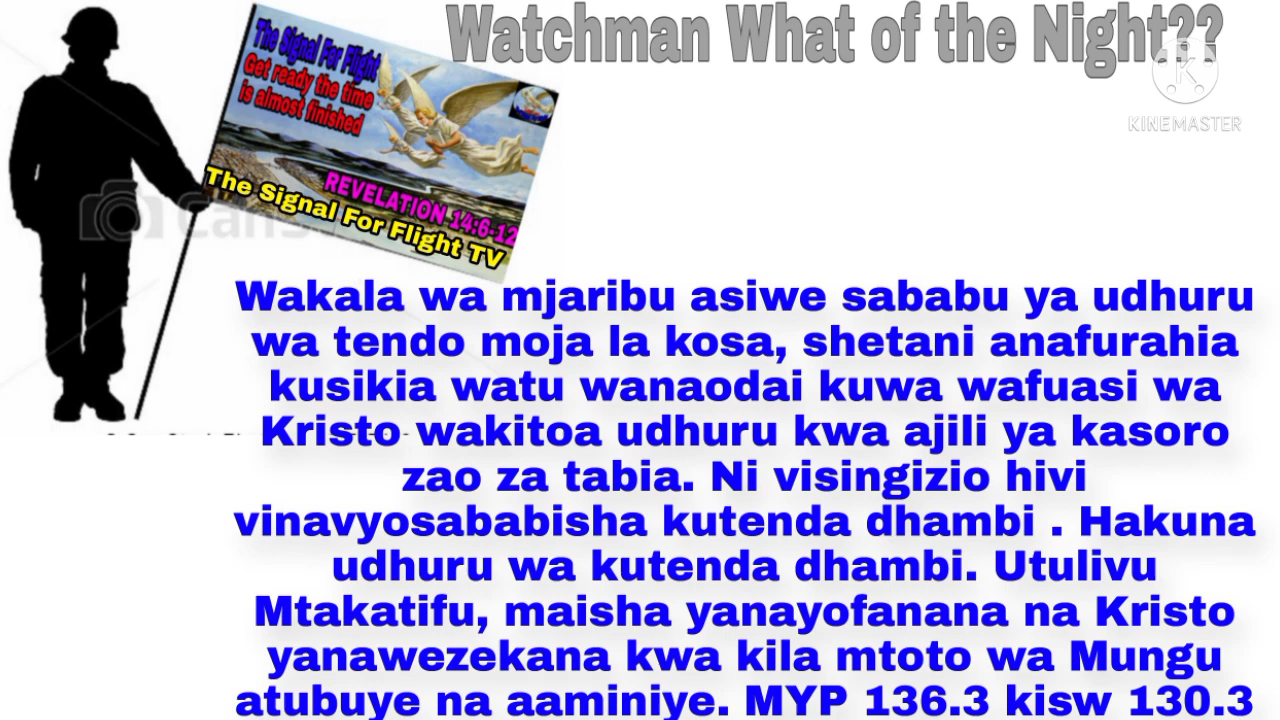 Watchman What of the Night??
KINEMASTER
The Signal For Flight
Get ready the time
is almost finished
REVELATION 14:6-12
The Signal For Flight TV
Wakala wa mjaribu asiwe sababu ya udhuru
wa tendo moja la kosa, shetani anafurahia
kusikia watu wanaodai kuwa wafuasi wa
Kristo wakitoa udhuru kwa ajili ya kasoro
zao za tabia. Ni visingizio hivi
vinavyosababisha kutenda dhambi . Hakuna
udhuru wa kutenda dhambi. Utulivu
Mtakatifu, maisha yanayofanana na Kristo
yanawezekana kwa kila mtoto wa Mungu
atubuye na aaminiye. MYP 136.3 kisw 130.3